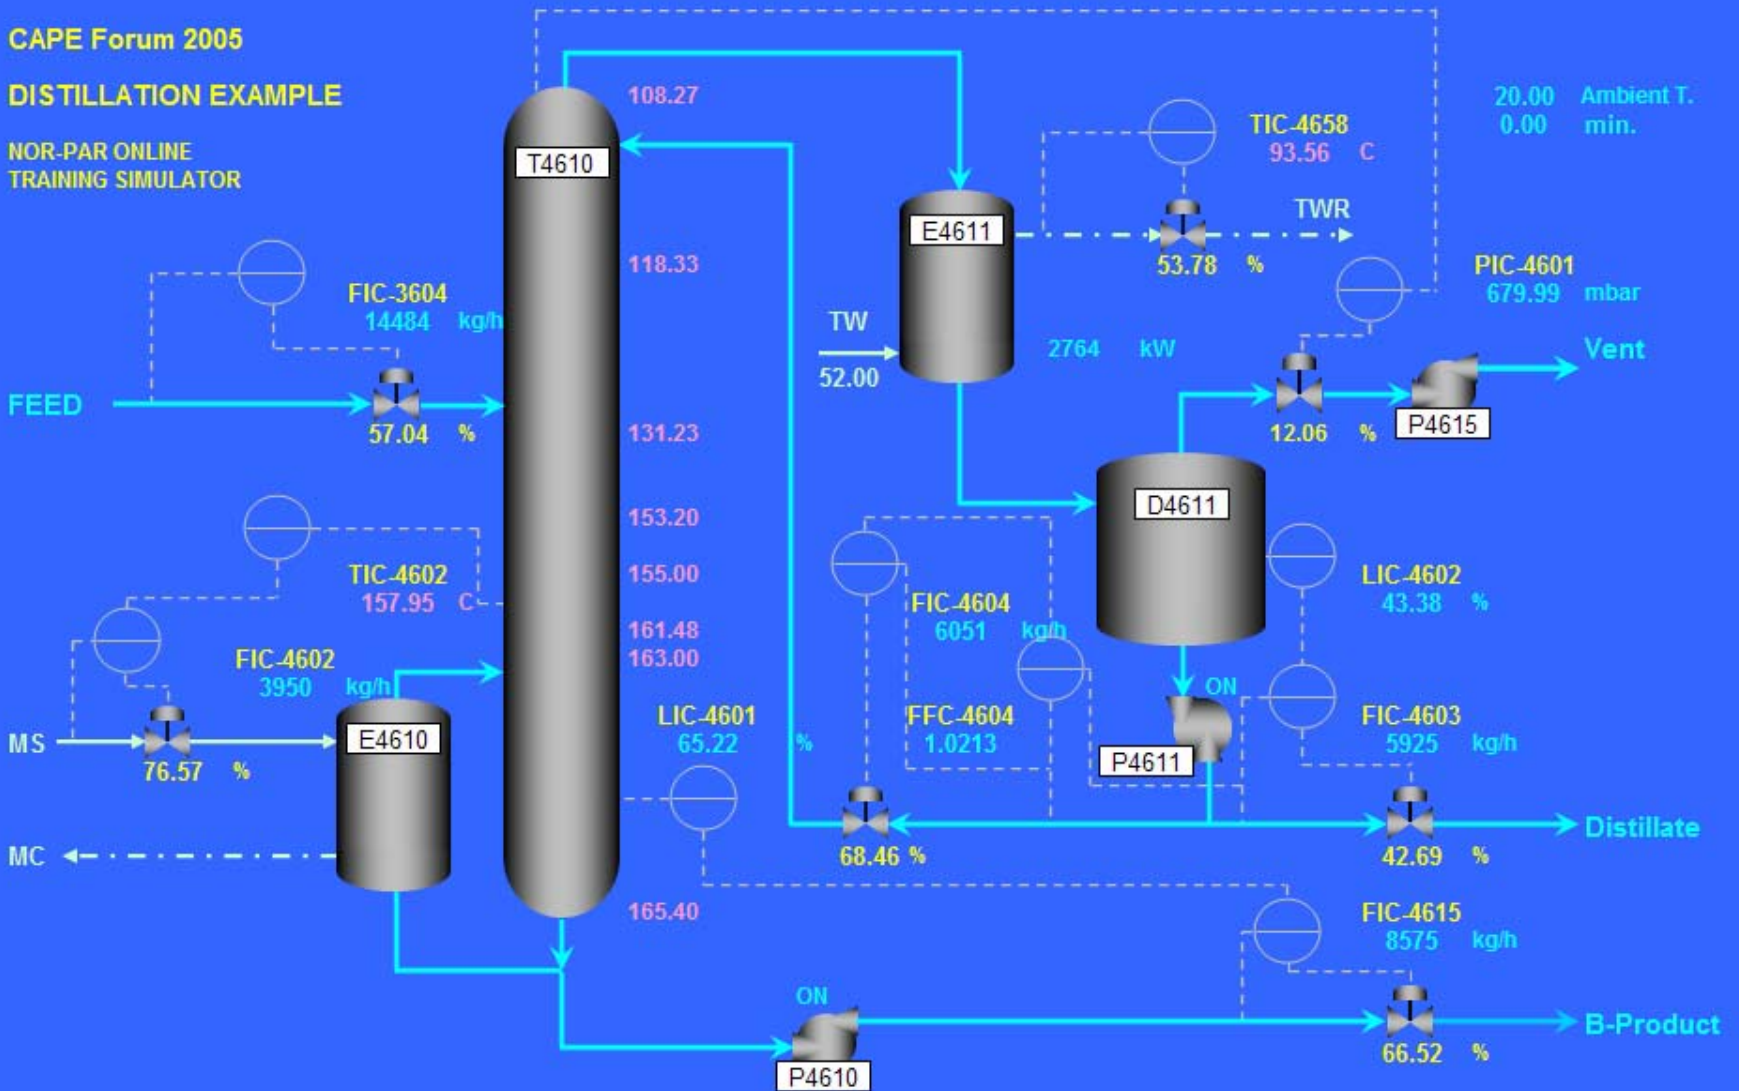 CAPE Forum 2005
DISTILLATION EXAMPLE
NOR-PAR ONLINE
TRAINING SIMULATOR
108.27
T4610
118.33
131.23
153.20
155.00
161.48
163.00
165.40
20.00 Ambient T.
0.00 min.
TIC-4658
93.56 C
TWR
53.78 %
E4611
TW
52.00
2764 kW
PIC-4601
679.99 mbar
Vent
12.06 %
P4615
FIC-3604
14484 kg/h
FEED
57.04 %
TIC-4602
157.95 C
FIC-4602
3950 kg/h
MS
76.57 %
E4610
MC
D4611
LIC-4602
43.38 %
FIC-4604
6051 kg/h
ON
LIC-4601
65.22 %
FFC-4604
1.0213
P4611
FIC-4603
5925 kg/h
68.46 %
Distillate
42.69 %
FIC-4615
8575 kg/h
ON
P4610
B-Product
66.52 %